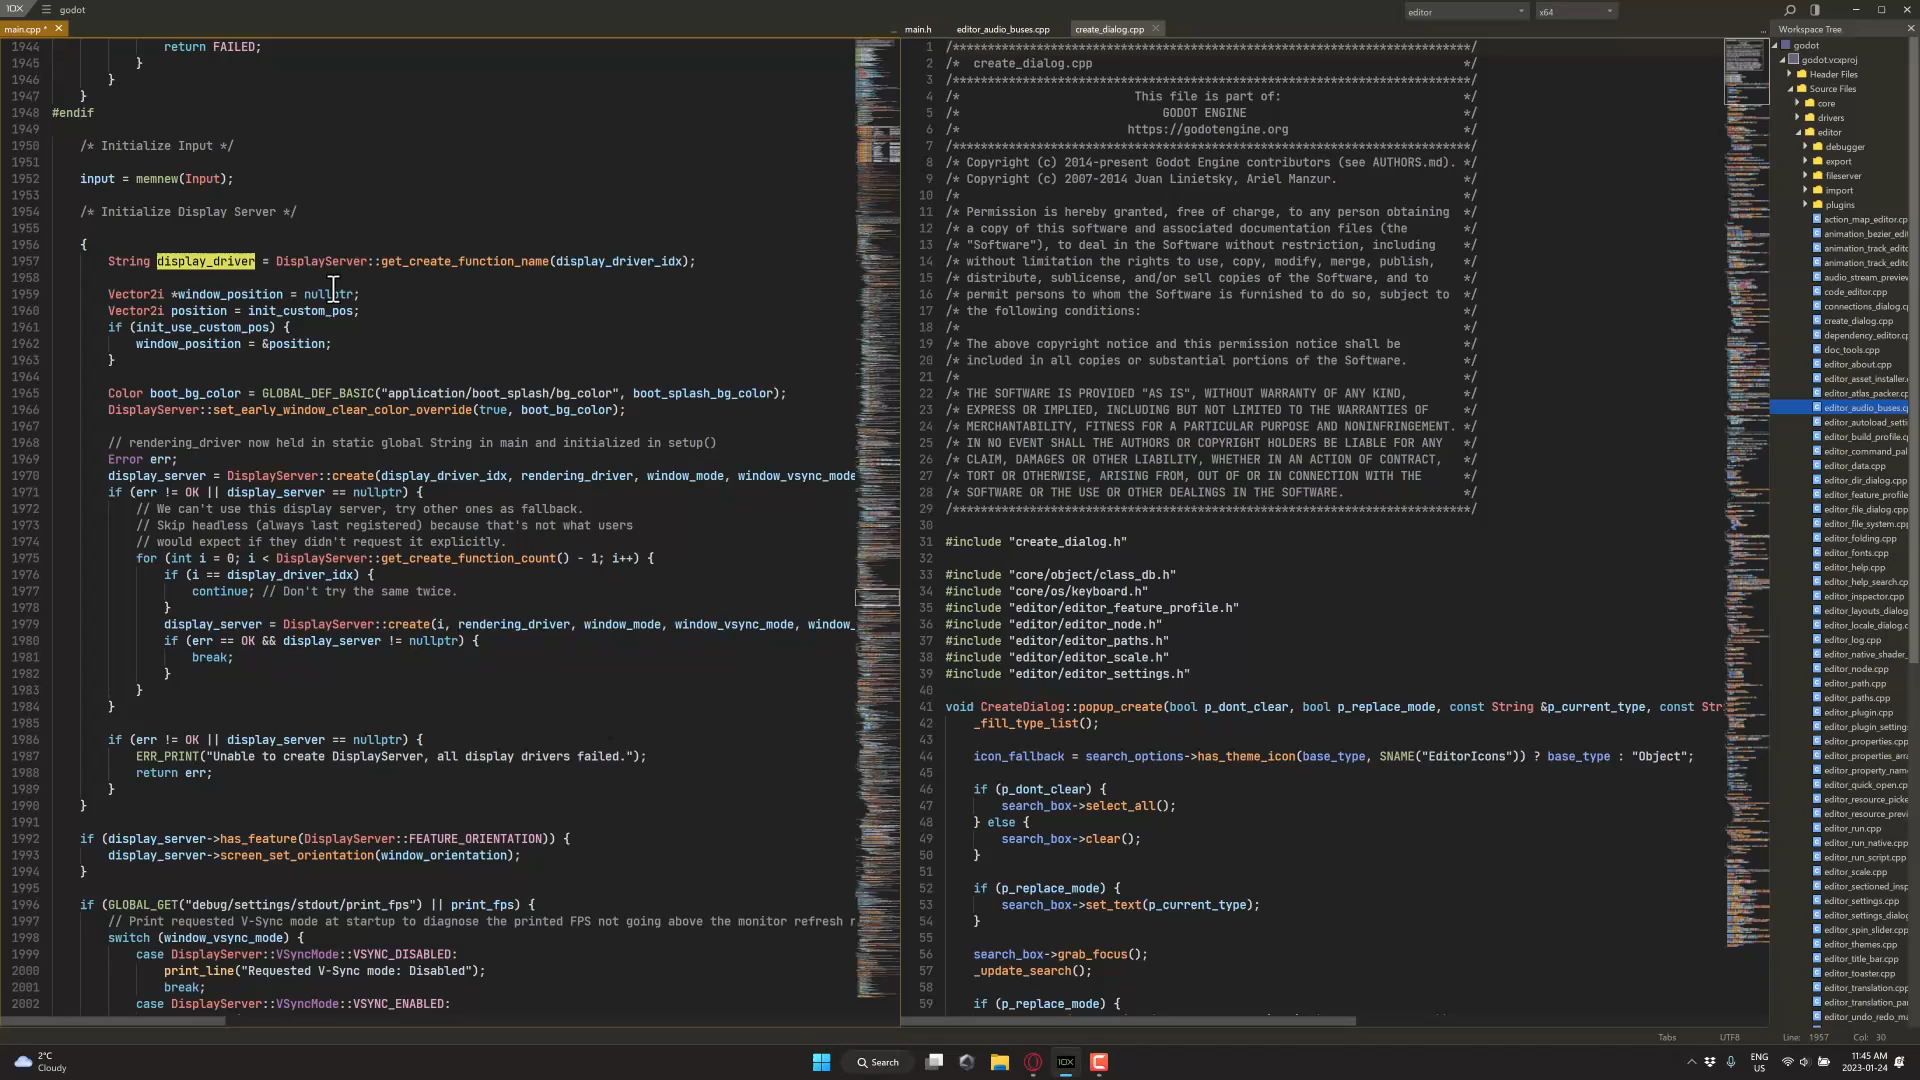 10X
godot
editor
x64
main.cpp *
main.h
editor_audio_buses.cpp
create_dialog.cpp
Workspace Tree
1944 return FAILED;
1945 }
1946 }
1947 }
1948 #endif
1949
1950 /* Initialize Input */
1951
1952 input = memnew(Input);
1953
1954 /* Initialize Display Server */
1955
1956 {
1957 String display_driver = DisplayServer::get_create_function_name(display_driver_idx);
1958
1959 Vector2i *window_position = nullptr;
1960 Vector2i position = init_custom_pos;
1961 if (init_use_custom_pos) {
1962 window_position = &position;
1963 }
1964
1965 Color boot_bg_color = GLOBAL_DEF_BASIC("application/boot_splash/bg_color", boot_splash_bg_color);
1966 DisplayServer::set_early_window_clear_color_override(true, boot_bg_color);
1967
1968 // rendering_driver now held in static global String in main and initialized in setup()
1969 Error err;
1970 display_server = DisplayServer::create(display_driver_idx, rendering_driver, window_mode, window_vsync_mode
1971 if (err != OK || display_server == nullptr) {
1972 // We can't use this display server, try other ones as fallback.
1973 // Skip headless (always last registered) because that's not what users
1974 // would expect if they didn't request it explicitly.
1975 for (int i = 0; i < DisplayServer::get_create_function_count() - 1; i++) {
1976 if (i == display_driver_idx) {
1977 continue; // Don't try the same twice.
1978 }
1979 display_server = DisplayServer::create(i, rendering_driver, window_mode, window_vsync_mode, window_
1980 if (err == OK && display_server != nullptr) {
1981 break;
1982 }
1983 }
1984 }
1985
1986 if (err != OK || display_server == nullptr) {
1987 ERR_PRINT("Unable to create DisplayServer, all display drivers failed.");
1988 return err;
1989 }
1990 }
1991
1992 if (display_server->has_feature(DisplayServer::FEATURE_ORIENTATION)) {
1993 display_server->screen_set_orientation(window_orientation);
1994 }
1995
1996 if (GLOBAL_GET("debug/settings/stdout/print_fps") || print_fps) {
1997 // Print requested V-Sync mode at startup to diagnose the printed FPS not going above the monitor refresh r
1998 switch (window_vsync_mode) {
1999 case DisplayServer::VSyncMode::VSYNC_DISABLED:
2000 print_line("Requested V-Sync mode: Disabled");
2001 break;
2002 case DisplayServer::VSyncMode::VSYNC_ENABLED:
1 /**************************************************************************/
2 /* create_dialog.cpp
3 /**************************************************************************/
4 /* This file is part of: */
5 /* GODOT ENGINE */
6 /* https://godotengine.org */
7 /**************************************************************************/
8 /* Copyright (c) 2014-present Godot Engine contributors (see AUTHORS.md). */
9 /* Copyright (c) 2007-2014 Juan Linietsky, Ariel Manzur. */
10 /* */
11 /* Permission is hereby granted, free of charge, to any person obtaining */
12 /* a copy of this software and associated documentation files (the */
13 /* "Software"), to deal in the Software without restriction, including */
14 /* without limitation the rights to use, copy, modify, merge, publish, */
15 /* distribute, sublicense, and/or sell copies of the Software, and to */
16 /* permit persons to whom the Software is furnished to do so, subject to */
17 /* the following conditions: */
18 /* */
19 /* The above copyright notice and this permission notice shall be */
20 /* included in all copies or substantial portions of the Software. */
21 /* */
22 /* THE SOFTWARE IS PROVIDED "AS IS", WITHOUT WARRANTY OF ANY KIND, */
23 /* EXPRESS OR IMPLIED, INCLUDING BUT NOT LIMITED TO THE WARRANTIES OF */
24 /* MERCHANTABILITY, FITNESS FOR A PARTICULAR PURPOSE AND NONINFRINGEMENT. */
25 /* IN NO EVENT SHALL THE AUTHORS OR COPYRIGHT HOLDERS BE LIABLE FOR ANY */
26 /* CLAIM, DAMAGES OR OTHER LIABILITY, WHETHER IN AN ACTION OF CONTRACT, */
27 /* TORT OR OTHERWISE, ARISING FROM, OUT OF OR IN CONNECTION WITH THE */
28 /* SOFTWARE OR THE USE OR OTHER DEALINGS IN THE SOFTWARE. */
29 /**************************************************************************/
30
31 #include "create_dialog.h"
32
33 #include "core/object/class_db.h"
34 #include "core/os/keyboard.h"
35 #include "editor/editor_feature_profile.h"
36 #include "editor/editor_node.h"
37 #include "editor/editor_paths.h"
38 #include "editor/editor_scale.h"
39 #include "editor/editor_settings.h"
40
41 void CreateDialog::popup_create(bool p_dont_clear, bool p_replace_mode, const String &p_current_type, const Str
42 _fill_type_list();
43
44 icon_fallback = search_options->has_theme_icon(base_type, SNAME("EditorIcons")) ? base_type : "Object";
45
46 if (p_dont_clear) {
47 search_box->select_all();
48 } else {
49 search_box->clear();
50 }
51
52 if (p_replace_mode) {
53 search_box->set_text(p_current_type);
54 }
55
56 search_box->grab_focus();
57 _update_search();
58
59 if (p_replace_mode) {
godot
godot.vcxproj
Header Files
Source Files
core
drivers
editor
debugger
export
fileserver
import
plugins
action_map_editor.cp
animation_bezier_edi
animation_track_edit
animation_track_edit
audio_stream_preview
code_editor.cpp
connections_dialog.c
create_dialog.cpp
dependency_editor.c
doc_tools.cpp
editor_about.cpp
editor_asset_installer.
editor_atlas_packer.cp
editor_audio_buses.cp
editor_autoload_setti
editor_build_profile.cp
editor_command_pal
editor_data.cpp
editor_dir_dialog.cpp
editor_feature_profile
editor_file_dialog.cpp
editor_file_system.cpp
editor_folding.cpp
editor_fonts.cpp
editor_help.cpp
editor_help_search.cp
editor_inspector.cpp
editor_layouts_dialog
editor_locale_dialog.c
editor_log.cpp
editor_native_shader_
editor_node.cpp
editor_path.cpp
editor_paths.cpp
editor_plugin.cpp
editor_plugin_setting
editor_properties.cpp
editor_properties_arr
editor_property_name
editor_quick_open.cpp
editor_resource_picke
editor_resource_previ
editor_run.cpp
editor_run_native.cpp
editor_run_script.cpp
editor_scale.cpp
editor_sectioned_insp
editor_settings.cpp
editor_settings_dialog
editor_spin_slider.cpp
editor_themes.cpp
editor_title_bar.cpp
editor_toaster.cpp
editor_translation.cpp
editor_translation_pa
editor_undo_redo_ma
Tabs UTF8 Line: 1957 Col: 30
2°C
Cloudy
Search
10X
ENG
US
11:45 AM
2023-01-24